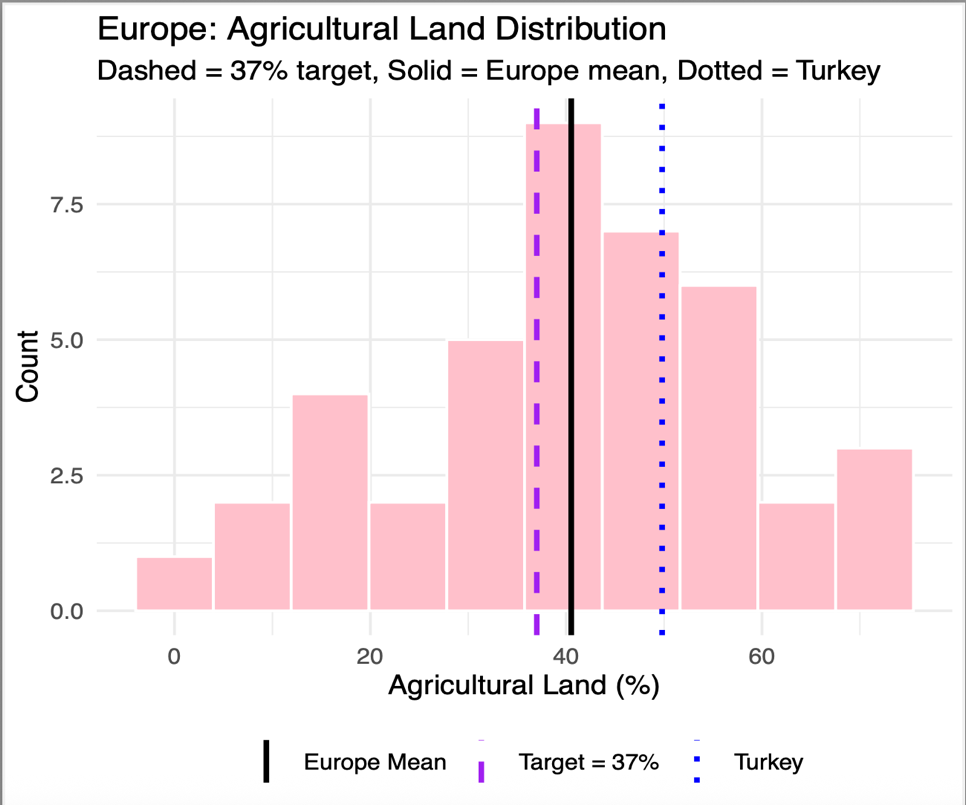 Europe: Agricultural Land Distribution
Dashed = 37% target, Solid = Europe mean, Dotted = Turkey
Count
7.5
5.0
2.5
0.0
0 20 40 60
Agricultural Land (%)
Europe Mean Target = 37% Turkey